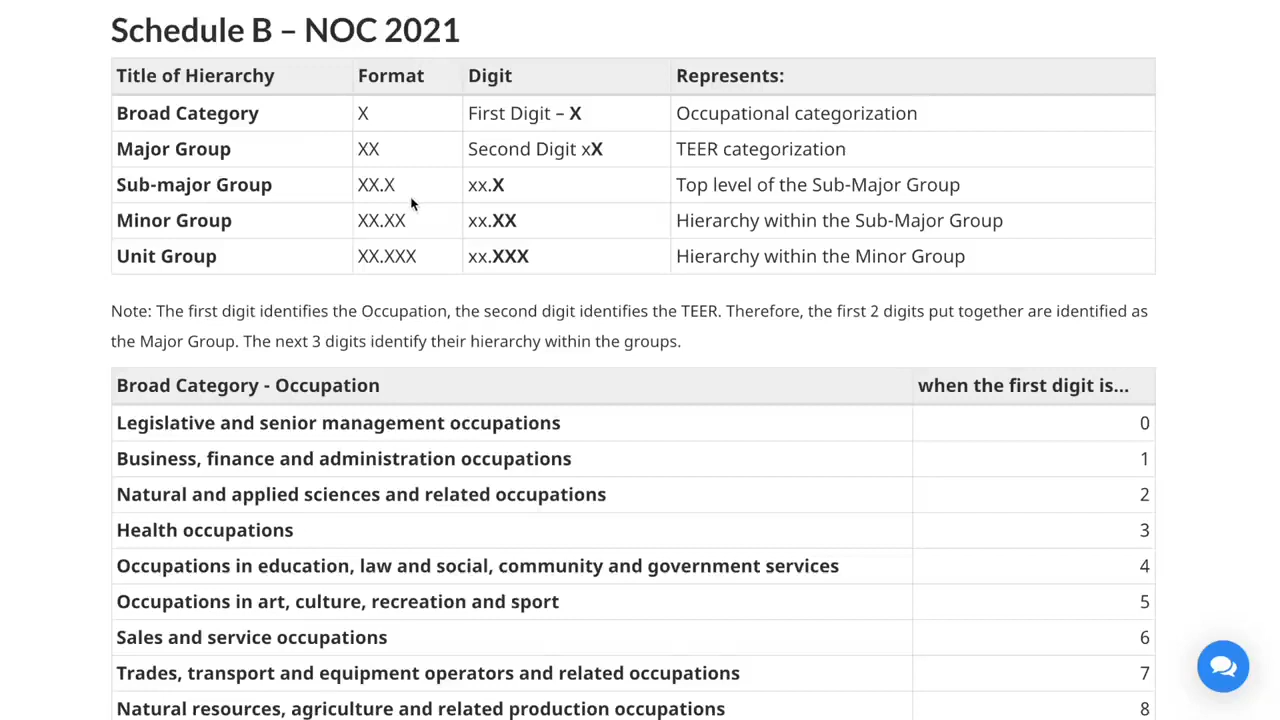 Schedule B – NOC 2021
Title of Hierarchy Format Digit Represents:
Broad Category X First Digit – X Occupational categorization
Major Group XX Second Digit xX TEER categorization
Sub-major Group XX.X xx.X Top level of the Sub-Major Group
Minor Group XX.XX xx.XX Hierarchy within the Sub-Major Group
Unit Group XX.XXX xx.XXX Hierarchy within the Minor Group
Note: The first digit identifies the Occupation, the second digit identifies the TEER. Therefore, the first 2 digits put together are identified as
the Major Group. The next 3 digits identify their hierarchy within the groups.
Broad Category - Occupation when the first digit is...
Legislative and senior management occupations 0
Business, finance and administration occupations 1
Natural and applied sciences and related occupations 2
Health occupations 3
Occupations in education, law and social, community and government services 4
Occupations in art, culture, recreation and sport 5
Sales and service occupations 6
Trades, transport and equipment operators and related occupations 7
Natural resources, agriculture and related production occupations 8